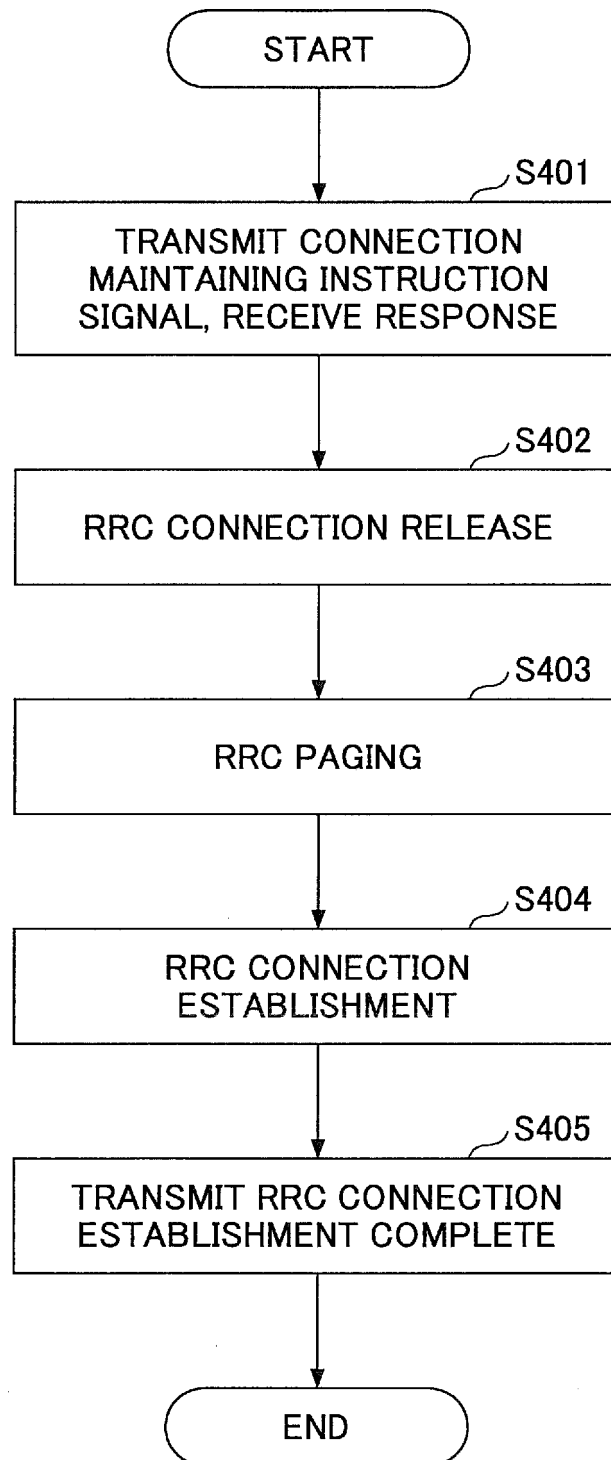 START
S401
TRANSMIT CONNECTION
MAINTAINING INSTRUCTION
SIGNAL, RECEIVE RESPONSE
S402
RRC CONNECTION RELEASE
S403
RRC PAGING
S404
RRC CONNECTION
ESTABLISHMENT
S405
TRANSMIT RRC CONNECTION
ESTABLISHMENT COMPLETE
END